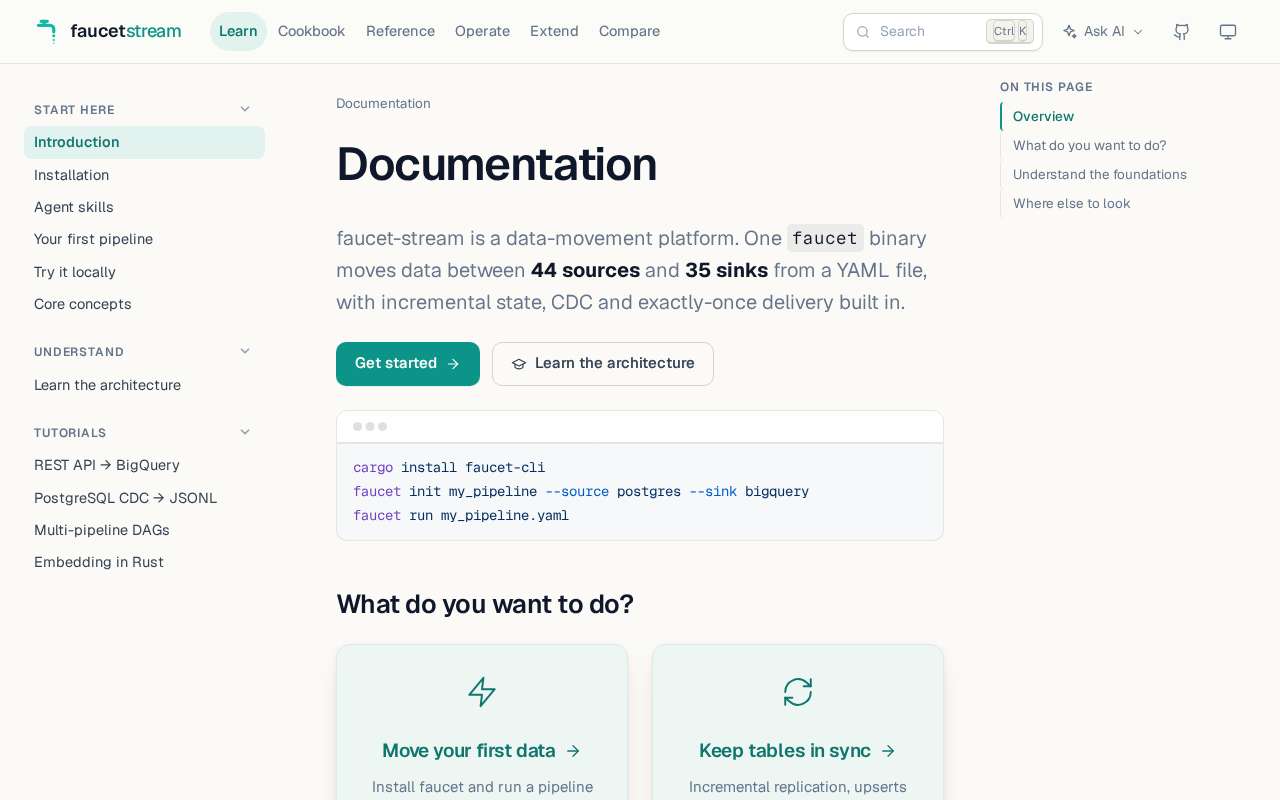 faucetstream
Learn
Cookbook
Reference
Operate
Extend
Compare
Search
Ctrl K
Ask AI
START HERE
Introduction
Installation
Agent skills
Your first pipeline
Try it locally
Core concepts
UNDERSTAND
Learn the architecture
TUTORIALS
REST API → BigQuery
PostgreSQL CDC → JSONL
Multi-pipeline DAGs
Embedding in Rust
Documentation
Documentation
faucet-stream is a data-movement platform. One faucet binary
moves data between 44 sources and 35 sinks from a YAML file,
with incremental state, CDC and exactly-once delivery built in.
Get started →
Learn the architecture
cargo install faucet-cli
faucet init my_pipeline --source postgres --sink bigquery
faucet run my_pipeline.yaml
What do you want to do?
Move your first data →
Install faucet and run a pipeline
Keep tables in sync →
Incremental replication, upserts
ON THIS PAGE
Overview
What do you want to do?
Understand the foundations
Where else to look